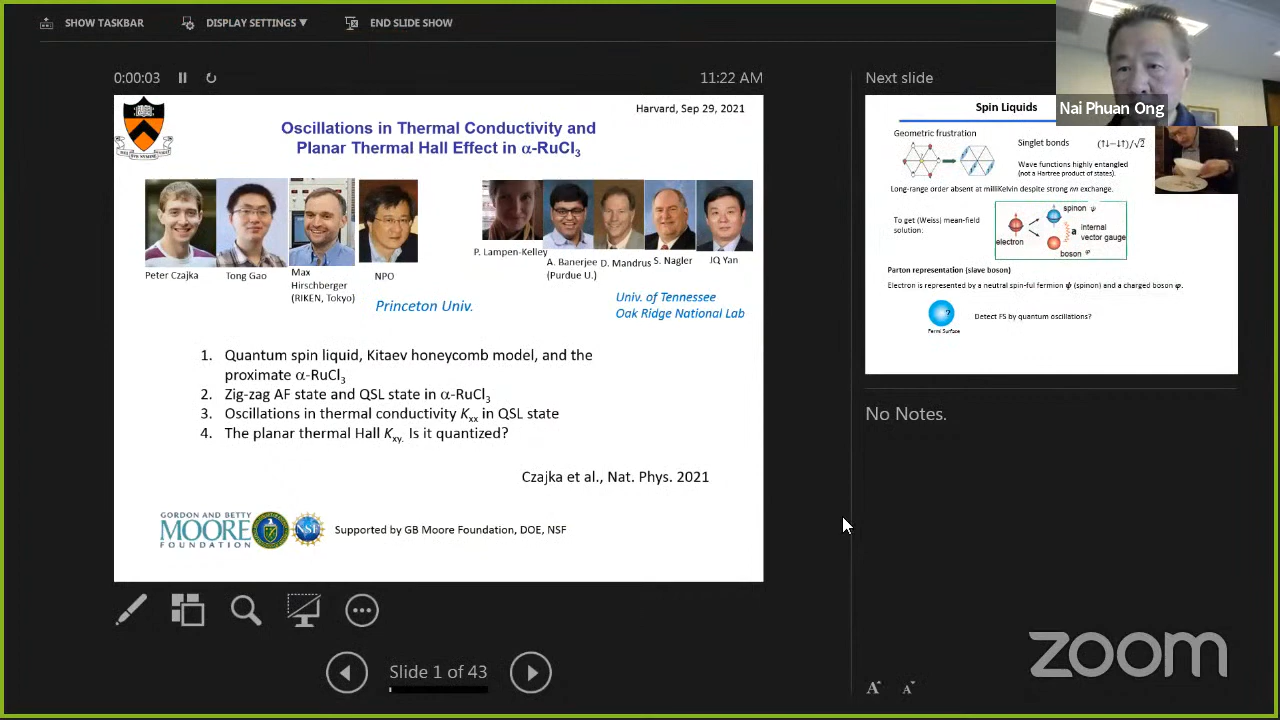 SHOW TASKBAR
DISPLAY SETTINGS ▼
END SLIDE SHOW
0:00:03
11:22 AM
Harvard, Sep 29, 2021
Oscillations in Thermal Conductivity and
Planar Thermal Hall Effect in α-RuCl3
Peter Czajka
Tong Gao
Max
Hirschberger
(RIKEN, Tokyo)
NPO
P. Lampen-Kelley
A. Banerjee
(Purdue U.)
D. Mandrus
S. Nagler
JQ Yan
Princeton Univ.
Univ. of Tennessee
Oak Ridge National Lab
1. Quantum spin liquid, Kitaev honeycomb model, and the
proximate α-RuCl3
2. Zig-zag AF state and QSL state in α-RuCl3
3. Oscillations in thermal conductivity Kxx in QSL state
4. The planar thermal Hall Kxy. Is it quantized?
Czajka et al., Nat. Phys. 2021
GORDON AND BETTY
MOORE
FOUNDATION
NSF
Supported by GB Moore Foundation, DOE, NSF
Slide 1 of 43
Next slide
Nai Phuan Ong
Spin Liquids
Geometric frustration
Singlet bonds
(↑↓−↓↑)/√2
Wave functions highly entangled
(not a Hartree product of states).
Long-range order absent at milliKelvin despite strong nn exchange.
To get (Weiss) mean-field
solution:
electron
spinon ψ
a
internal
vector gauge
boson φ
Parton representation (slave boson)
Electron is represented by a neutral spin-ful fermion ψ (spinon) and a charged boson φ.
?
Fermi Surface
Detect FS by quantum oscillations?
No Notes.
zoom
A
A